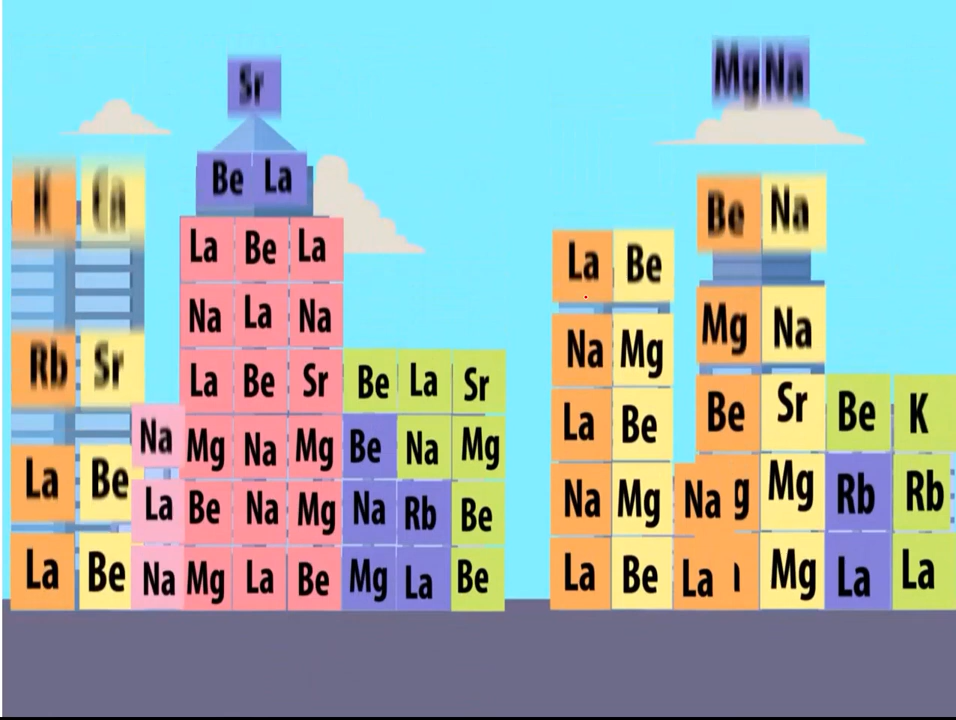 Sr
Mg Na
Be La
Be Na
La Be La
La Be
Na La Na
Na Mg
Mg Na
Rb Sr
La Be Sr Be La Sr
La Be
Be Sr Be K
Na Mg Na Mg Be Na Mg
La Be
Na Mg Na g Mg Rb Rb
La Be Na Mg Na Rb Be
La Be
Na Mg La Be Mg La Be
La Be La Mg La La